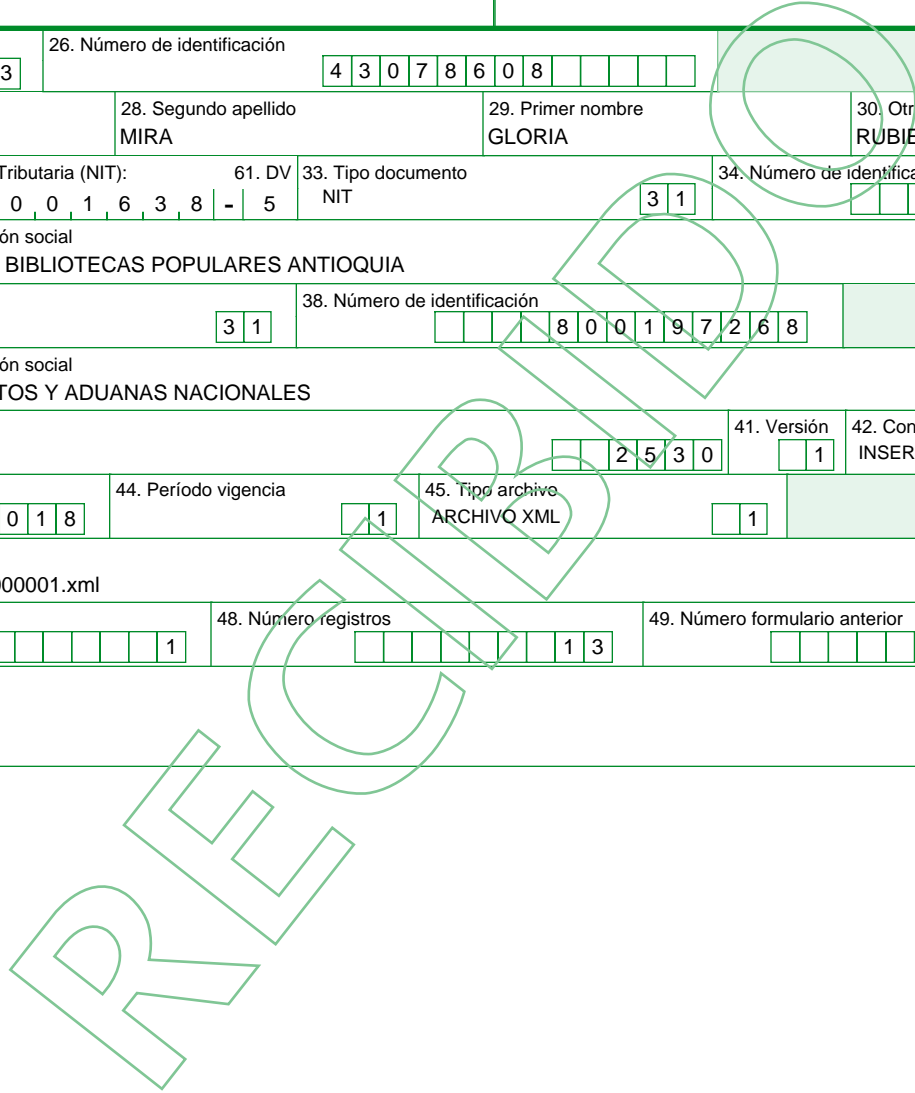 26. Número de identificación
3 4 3 0 7 8 6 0 8
28. Segundo apellido 29. Primer nombre 30. Otr
MIRA GLORIA RUBIE
Tributaria (NIT): 61. DV 33. Tipo documento 34. Número de identifica
0 0 1 6 3 8 - 5 NIT 3 1
ón social
BIBLIOTECAS POPULARES ANTIOQUIA
38. Número de identificación
3 1 8 0 0 1 9 7 2 6 8
ón social
TOS Y ADUANAS NACIONALES
41. Versión 42. Con
2 5 3 0 1 INSER
44. Período vigencia 45. Tipo archivo
0 1 8 1 ARCHIVO XML 1
000001.xml
48. Número registros 49. Número formulario anterior
1 1 3
RECIBIDO